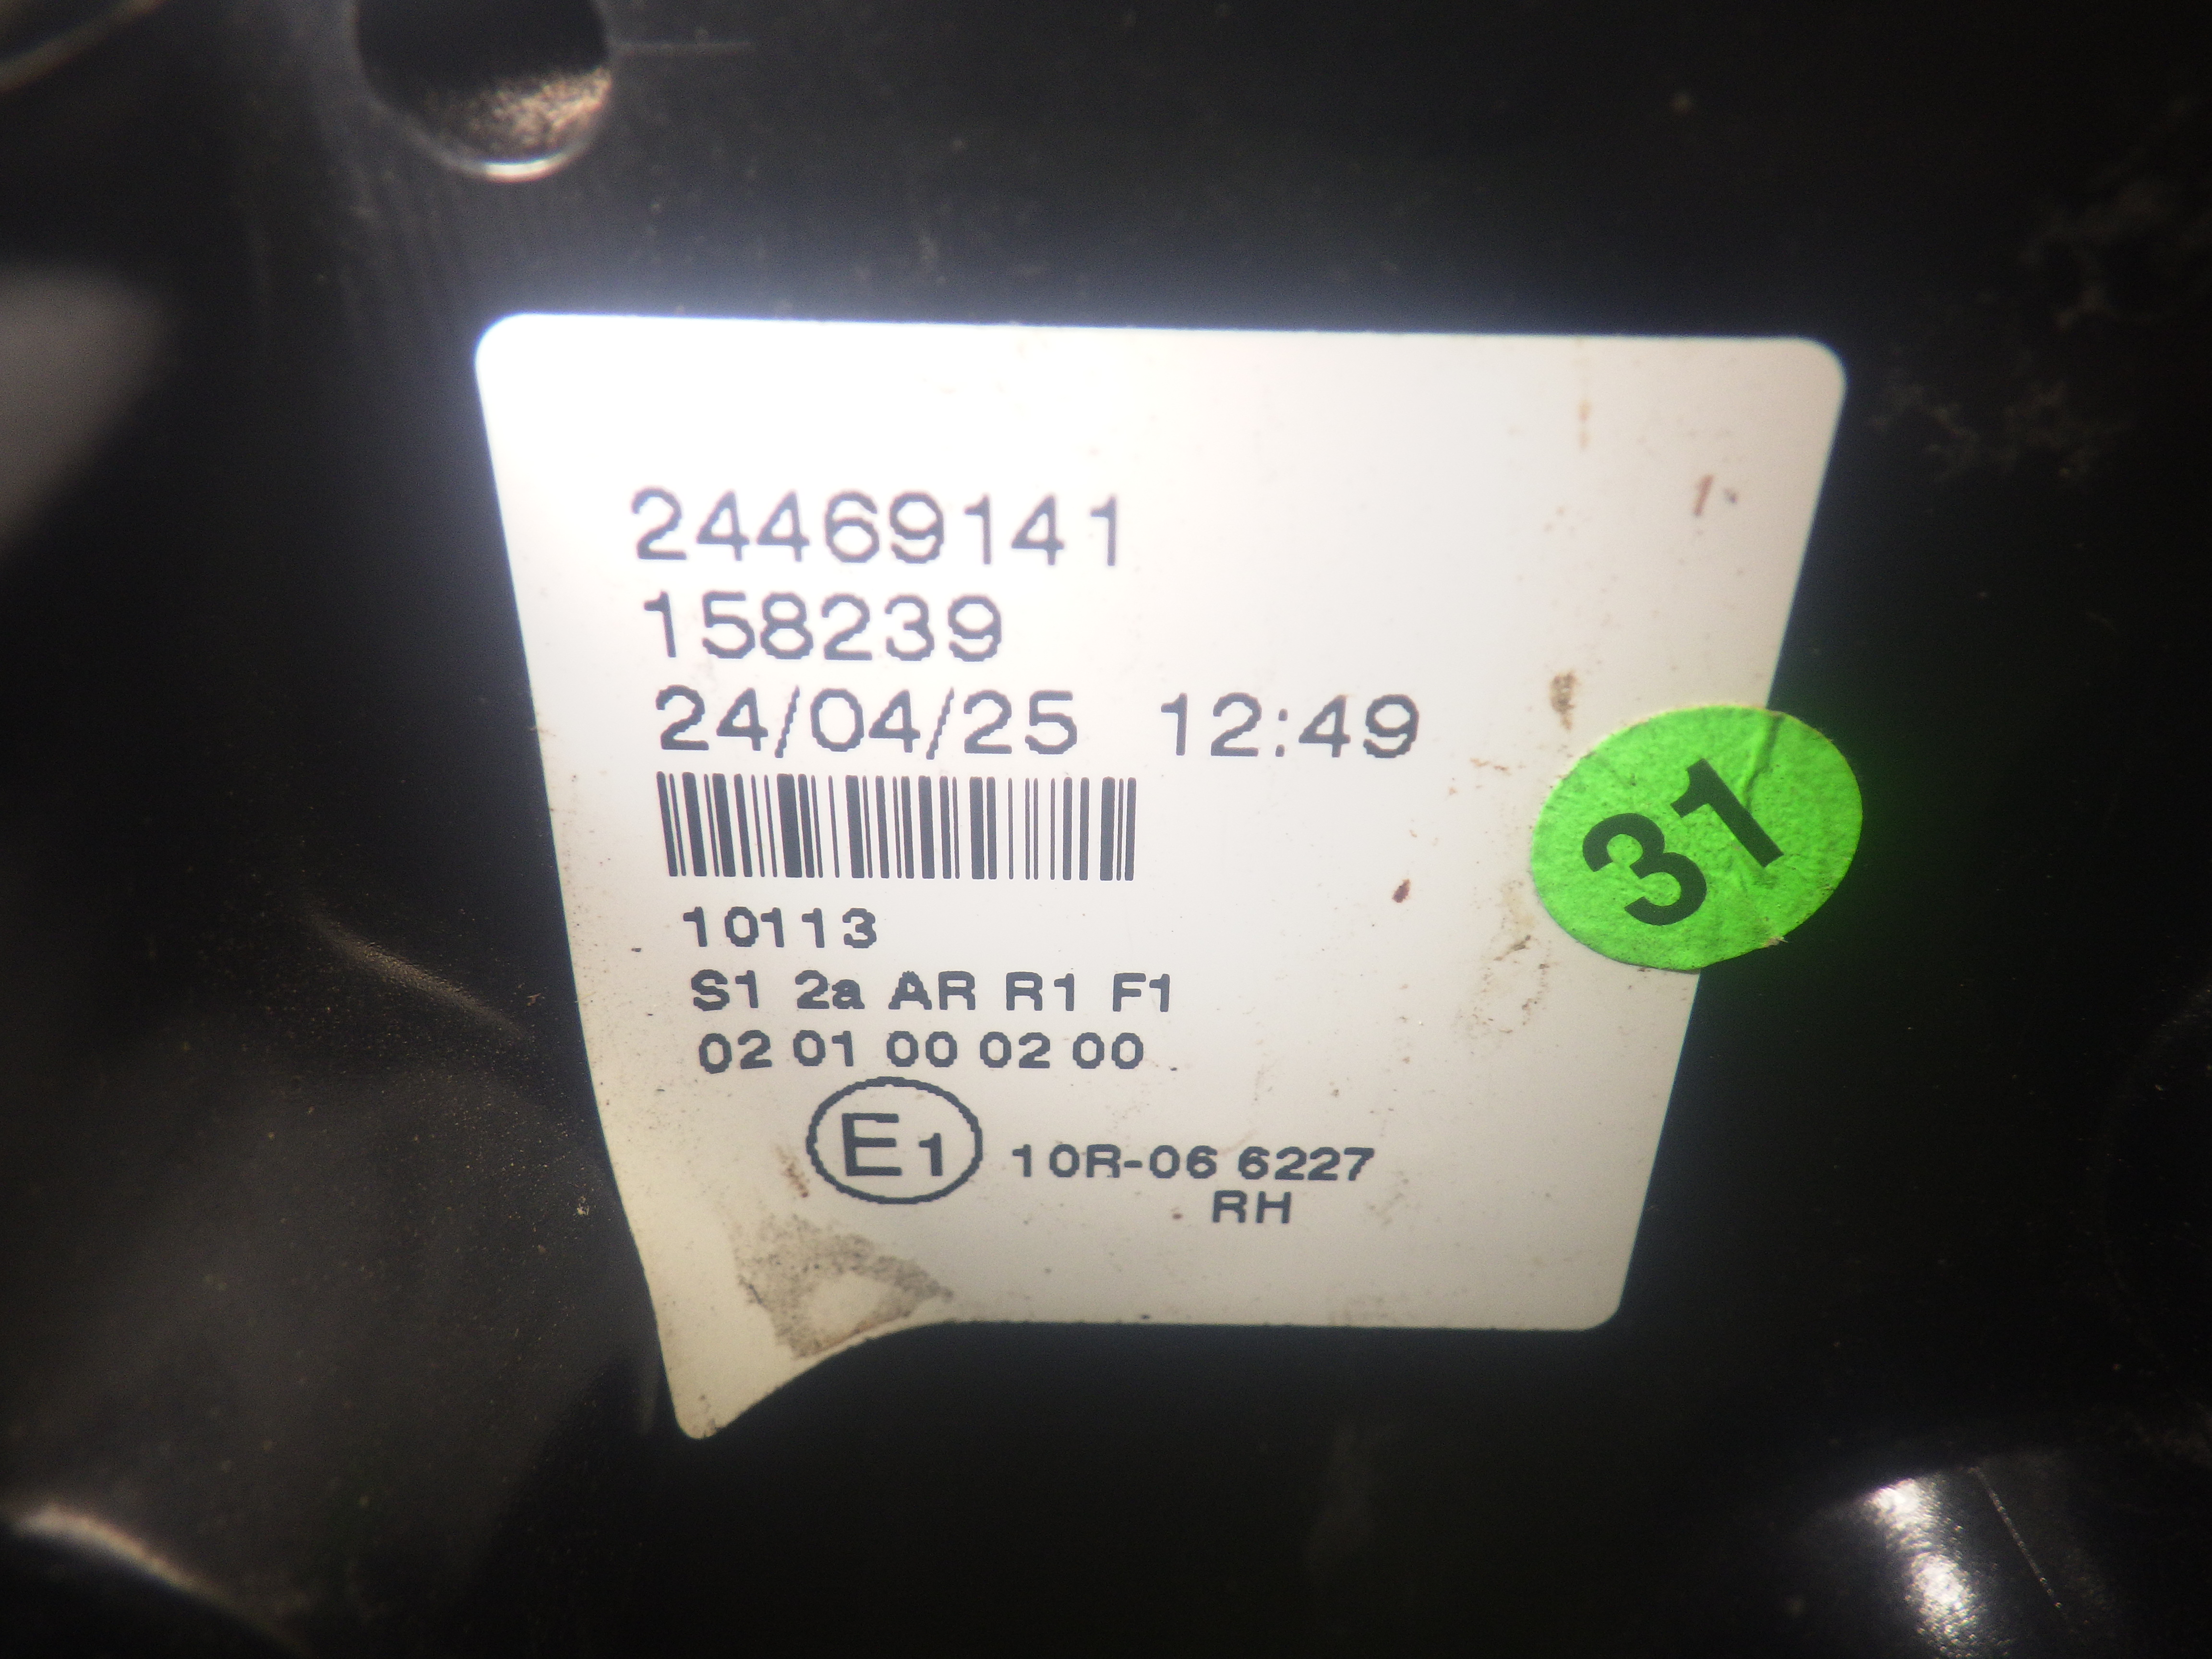 24469141
158239
24/04/25 12:49
31
10113
S1 2a AR R1 F1
02 01 00 02 00
E1 10R-06 6227
RH